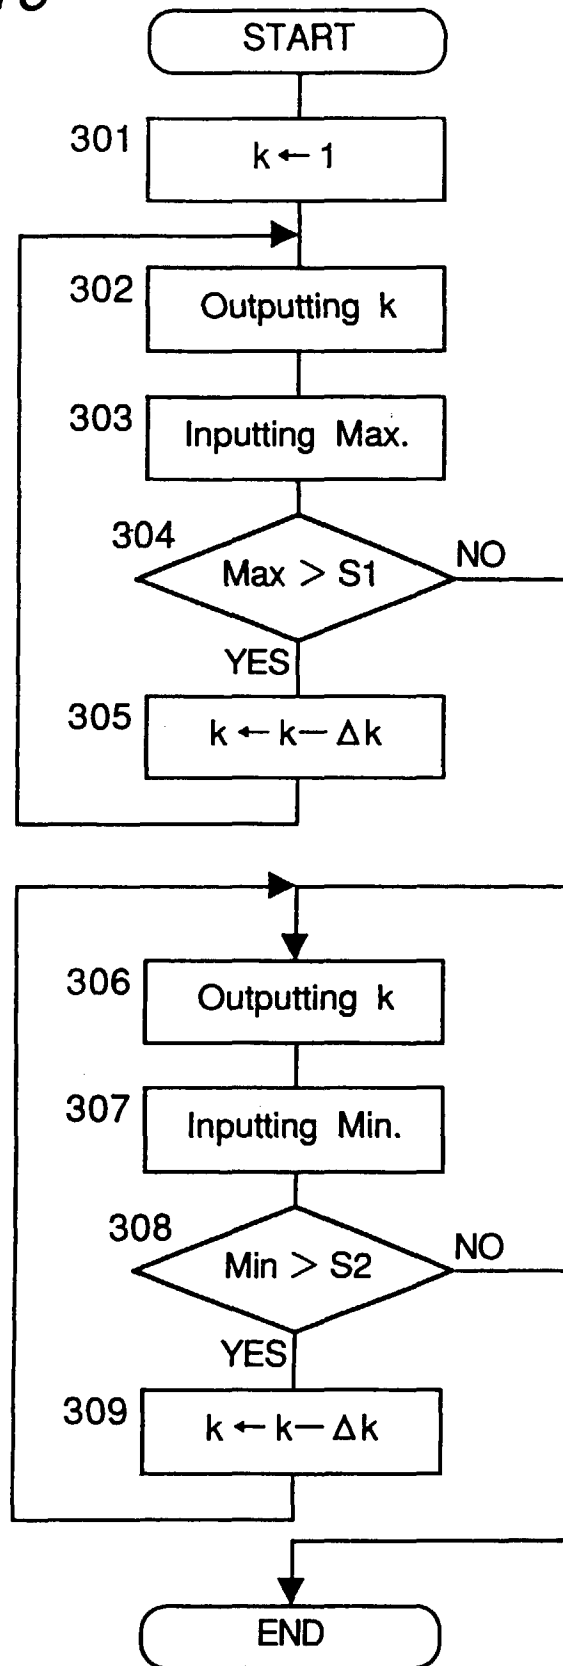 START
301
k ← 1
302
Outputting k
303
Inputting Max.
304
Max > S1
NO
YES
305
k ← k − Δk
306
Outputting k
307
Inputting Min.
308
Min > S2
NO
YES
309
k ← k − Δk
END